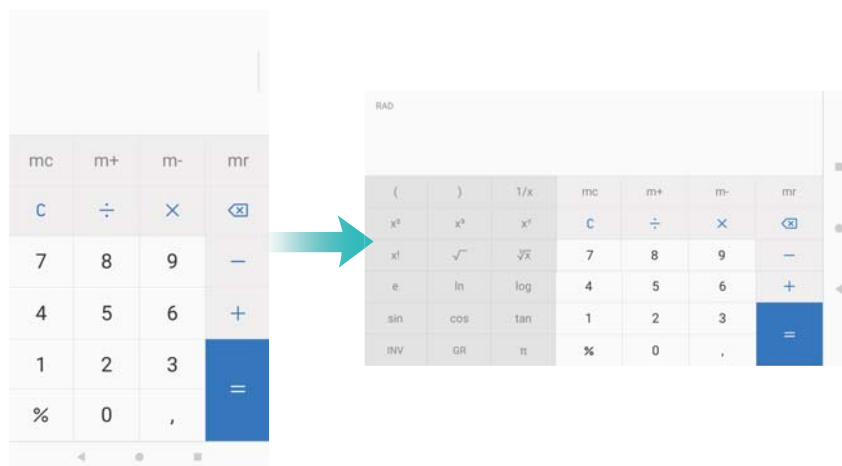 mc m+ m- mr
C ÷ × ⌫
7 8 9 −
4 5 6 +
1 2 3 =
% 0 ,
RAD
( ) 1/x mc m+ m- mr
x² x³ xʸ C ÷ × ⌫
x! √ ʸ√x 7 8 9 −
e ln log 4 5 6 +
sin cos tan 1 2 3 =
INV GR π % 0 ,